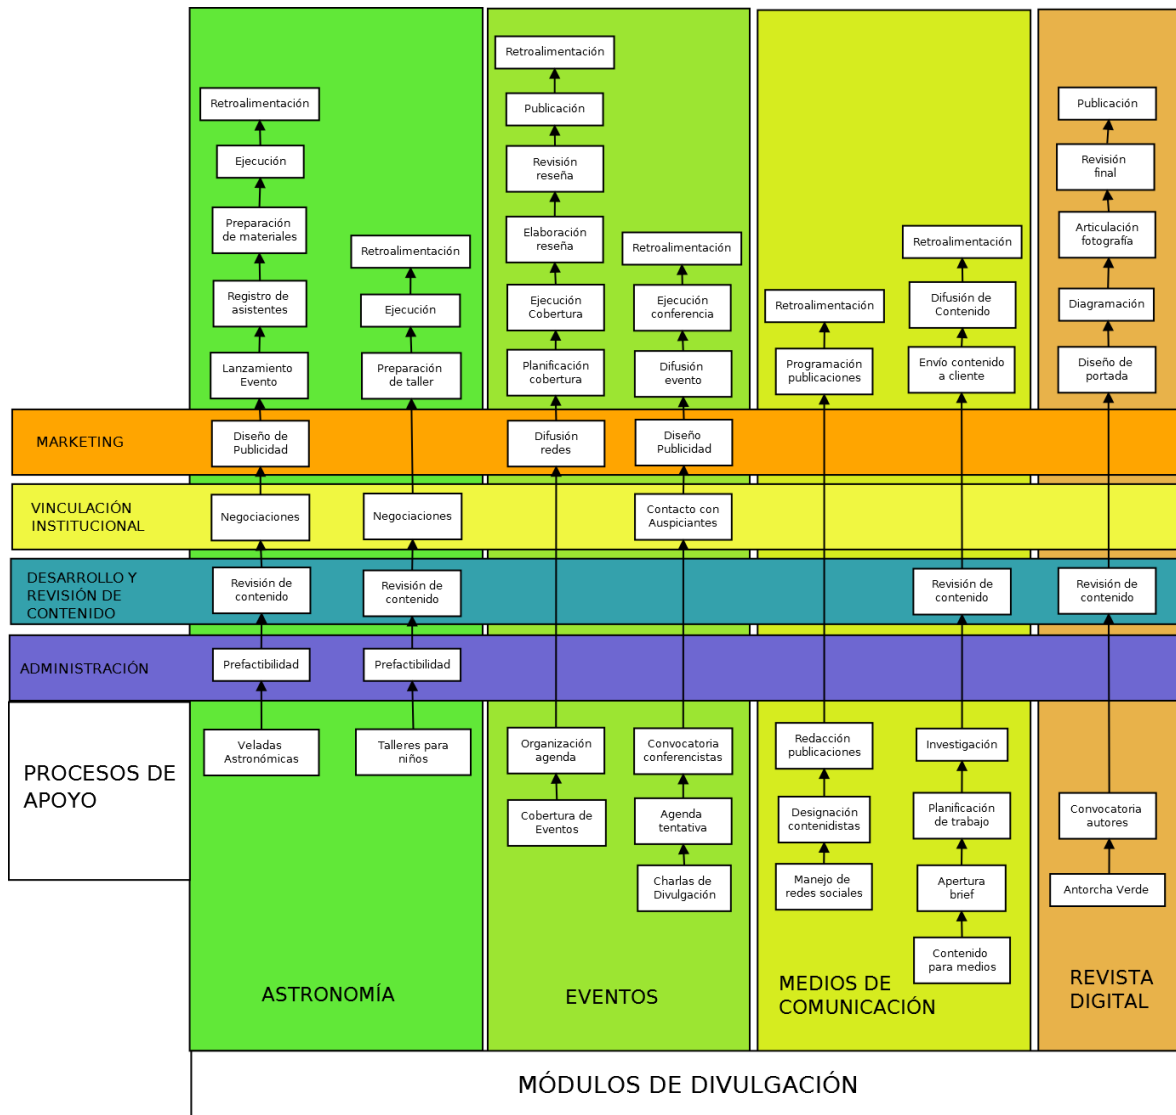 Retroalimentación
Publicación
Revisión
reseña
Elaboración
reseña
Ejecución
Cobertura
Planificación
cobertura
Retroalimentación
Ejecución
Preparación
de materiales
Registro de
asistentes
Lanzamiento
Evento
Retroalimentación
Ejecución
Preparación
de taller
Retroalimentación
Ejecución
conferencia
Difusión
evento
Retroalimentación
Programación
publicaciones
Retroalimentación
Difusión de
Contenido
Envío contenido
a cliente
Publicación
Revisión
final
Articulación
fotografía
Diagramación
Diseño de
portada
MARKETING
Diseño de
Publicidad
Difusión
redes
Diseño
Publicidad
VINCULACIÓN
INSTITUCIONAL
Negociaciones
Negociaciones
Contacto con
Auspiciantes
DESARROLLO Y
REVISIÓN DE
CONTENIDO
Revisión de
contenido
Revisión de
contenido
Revisión de
contenido
Revisión de
contenido
ADMINISTRACIÓN
Prefactibilidad
Prefactibilidad
PROCESOS DE
APOYO
Veladas
Astronómicas
Talleres para
niños
Organización
agenda
Cobertura de
Eventos
Convocatoria
conferencistas
Agenda
tentativa
Charlas de
Divulgación
Redacción
publicaciones
Designación
contenidistas
Manejo de
redes sociales
Investigación
Planificación
de trabajo
Apertura
brief
Contenido
para medios
Convocatoria
autores
Antorcha Verde
ASTRONOMÍA
EVENTOS
MEDIOS DE
COMUNICACIÓN
REVISTA
DIGITAL
MÓDULOS DE DIVULGACIÓN